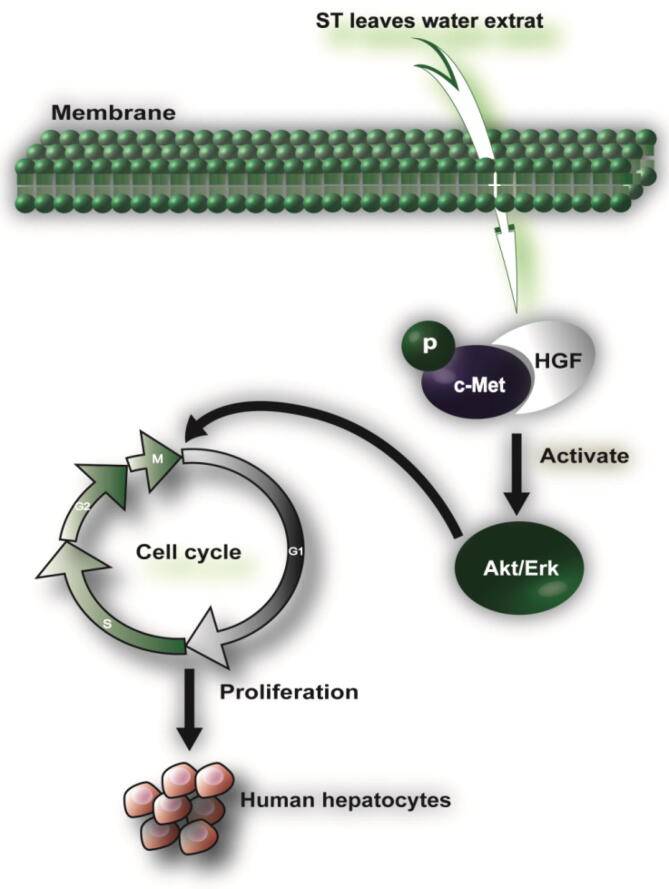 ST leaves water extrat
Membrane
P
c-Met
HGF
Activate
Akt/Erk
M
G2
Cell cycle
G1
S
Proliferation
Human hepatocytes